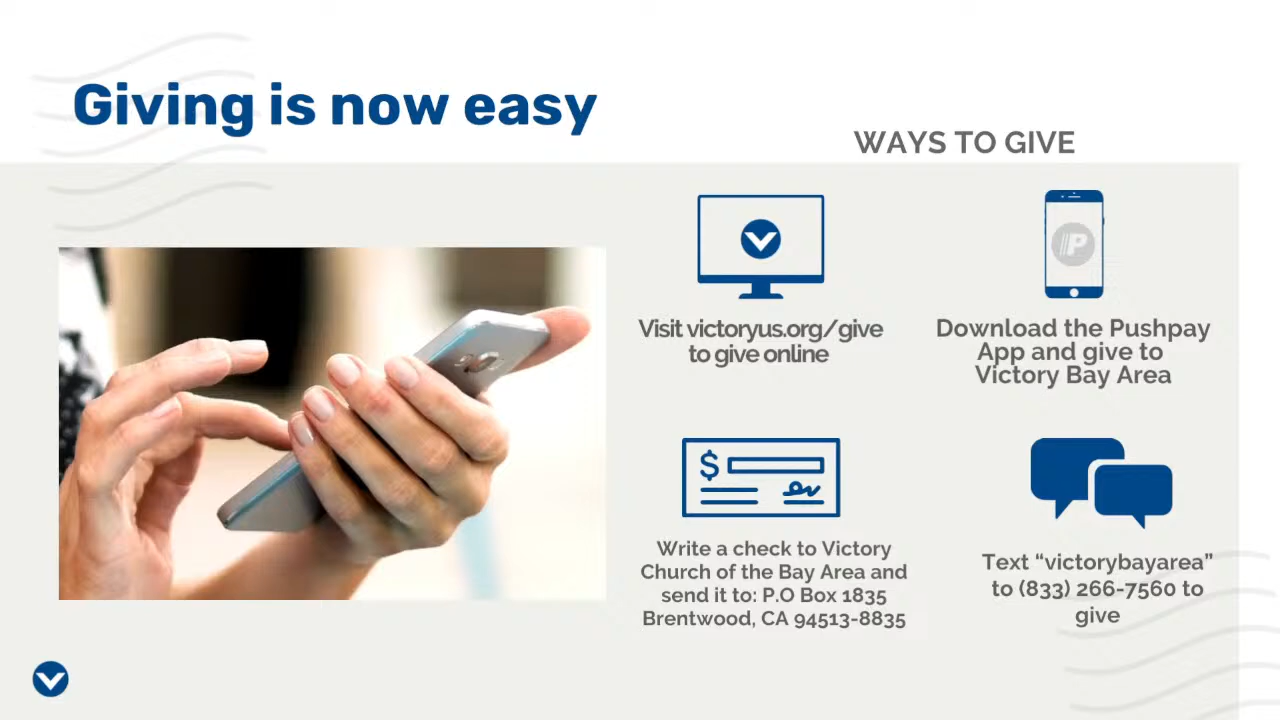 Giving is now easy
WAYS TO GIVE
Visit victoryus.org/give
to give online
Download the Pushpay
App and give to
Victory Bay Area
$
Write a check to Victory
Church of the Bay Area and
send it to: P.O Box 1835
Brentwood, CA 94513-8835
Text “victorybayarea”
to (833) 266-7560 to
give